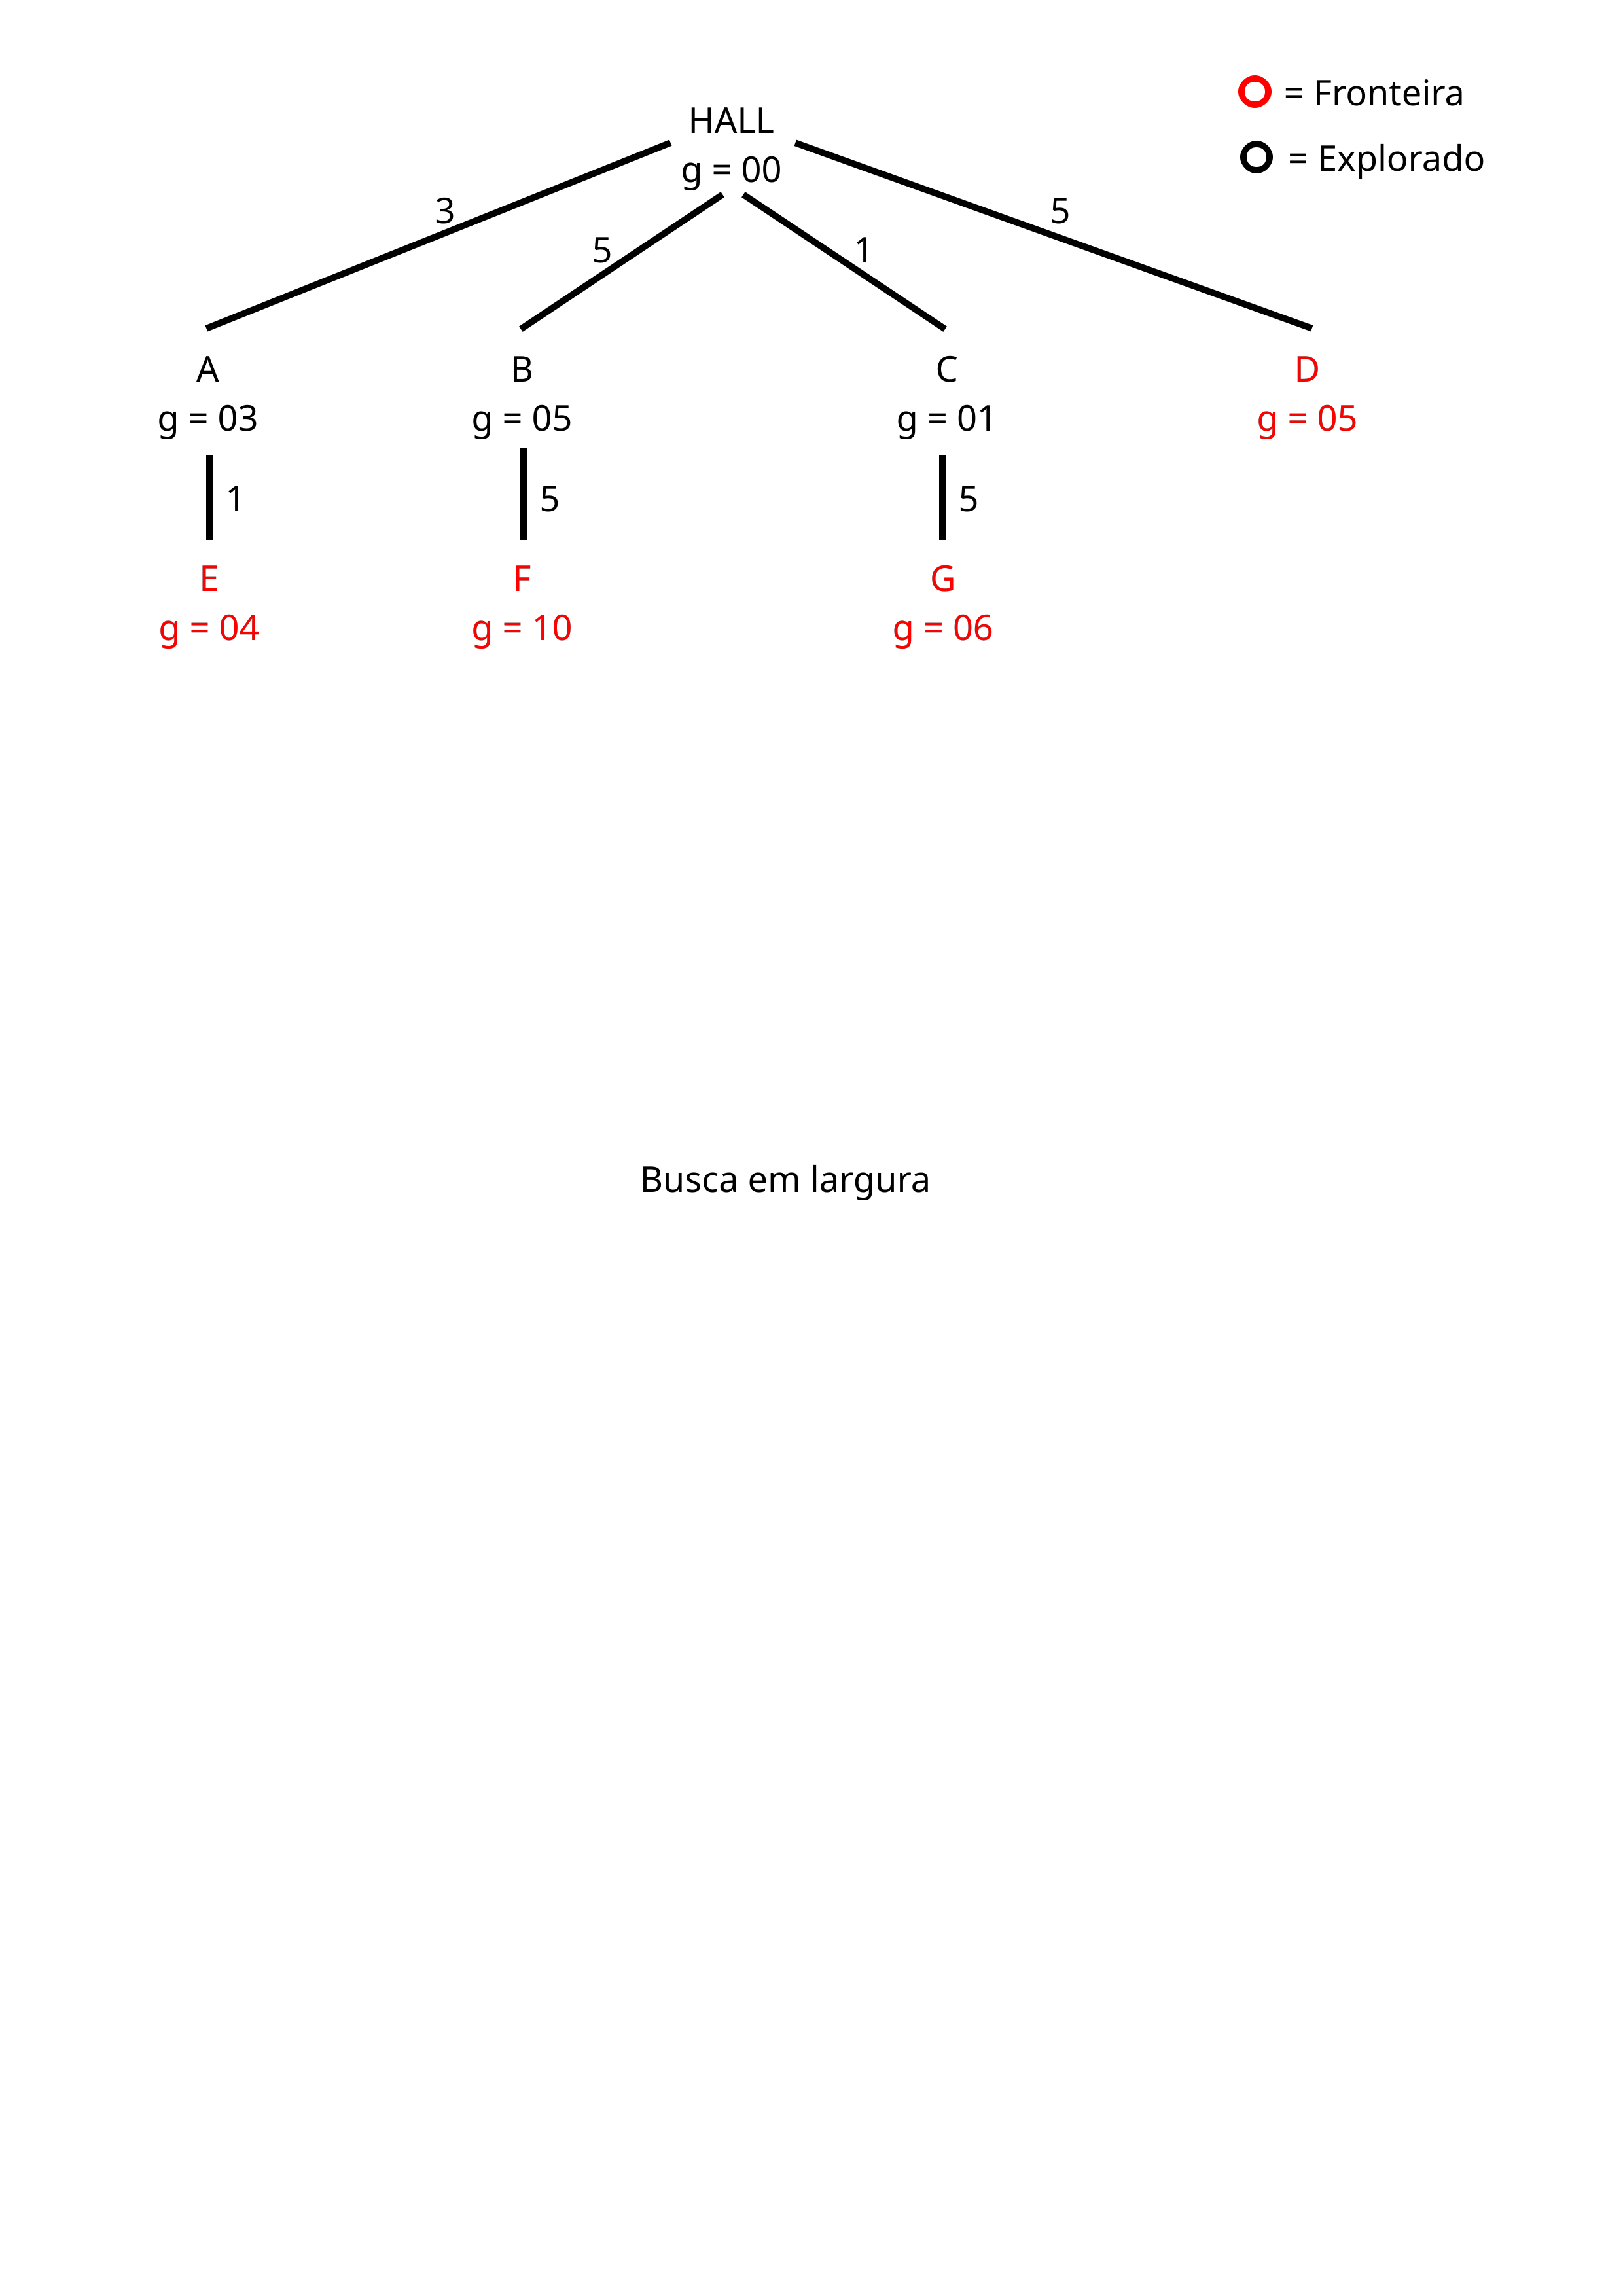 = Fronteira
HALL
= Explorado
g = 00
3
5
5
1
A
B
C
D
g = 03
g = 05
g = 01
g = 05
1
5
5
E
F
G
g = 04
g = 10
g = 06
Busca em largura